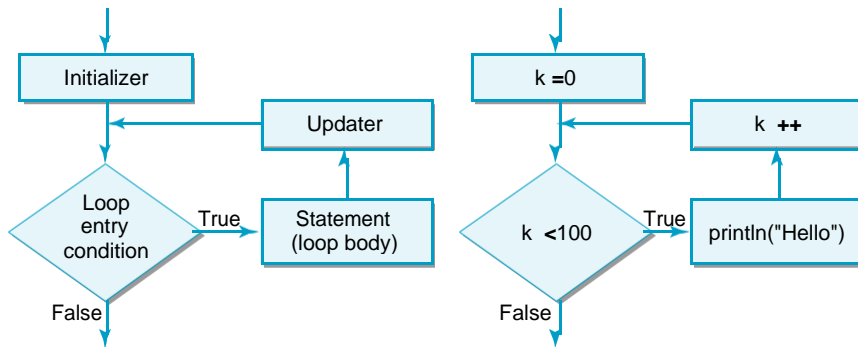 Initializer
Updater
Loop
entry
condition
True
Statement
(loop body)
False
k =0
k ++
k <100
True
println("Hello")
False